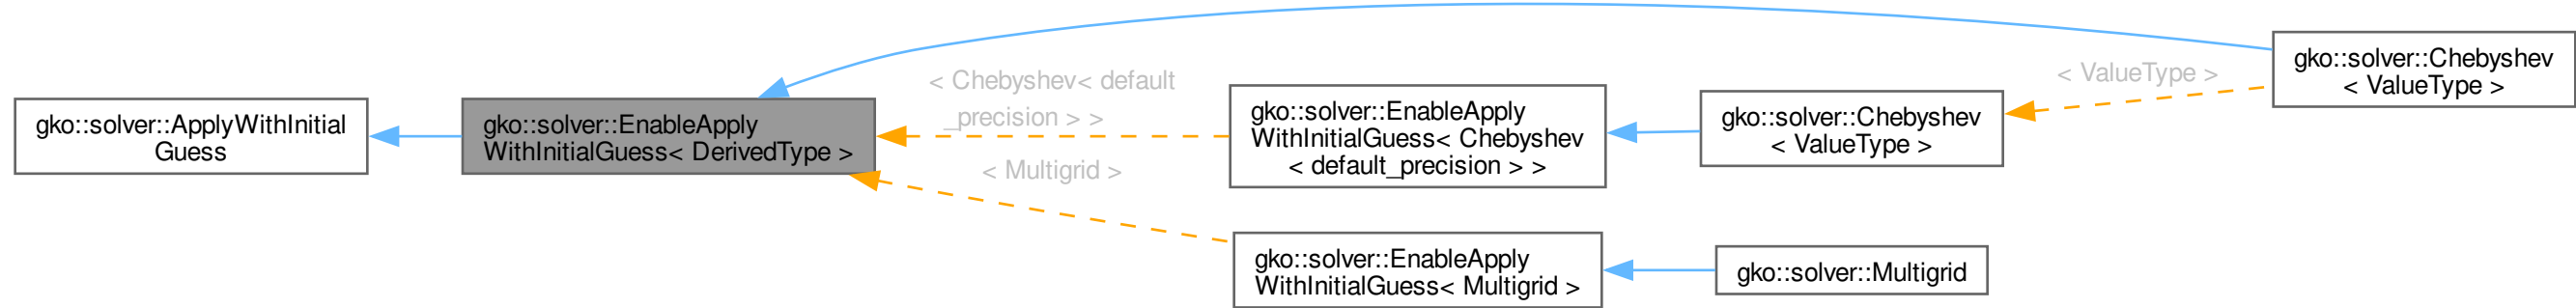 gko::solver::ApplyWithInitial
Guess
gko::solver::EnableApply
WithInitialGuess< DerivedType >
< Chebyshev< default
_precision > >
< Multigrid >
gko::solver::EnableApply
WithInitialGuess< Chebyshev
< default_precision > >
gko::solver::EnableApply
WithInitialGuess< Multigrid >
gko::solver::Chebyshev
< ValueType >
gko::solver::Multigrid
< ValueType >
gko::solver::Chebyshev
< ValueType >